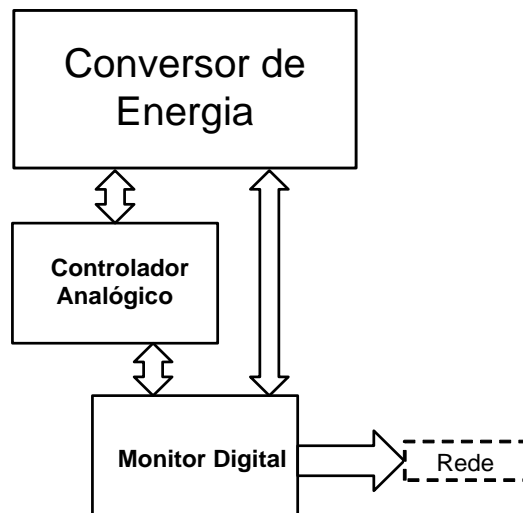 Conversor de
Energia
Controlador
Analógico
Monitor Digital
Rede